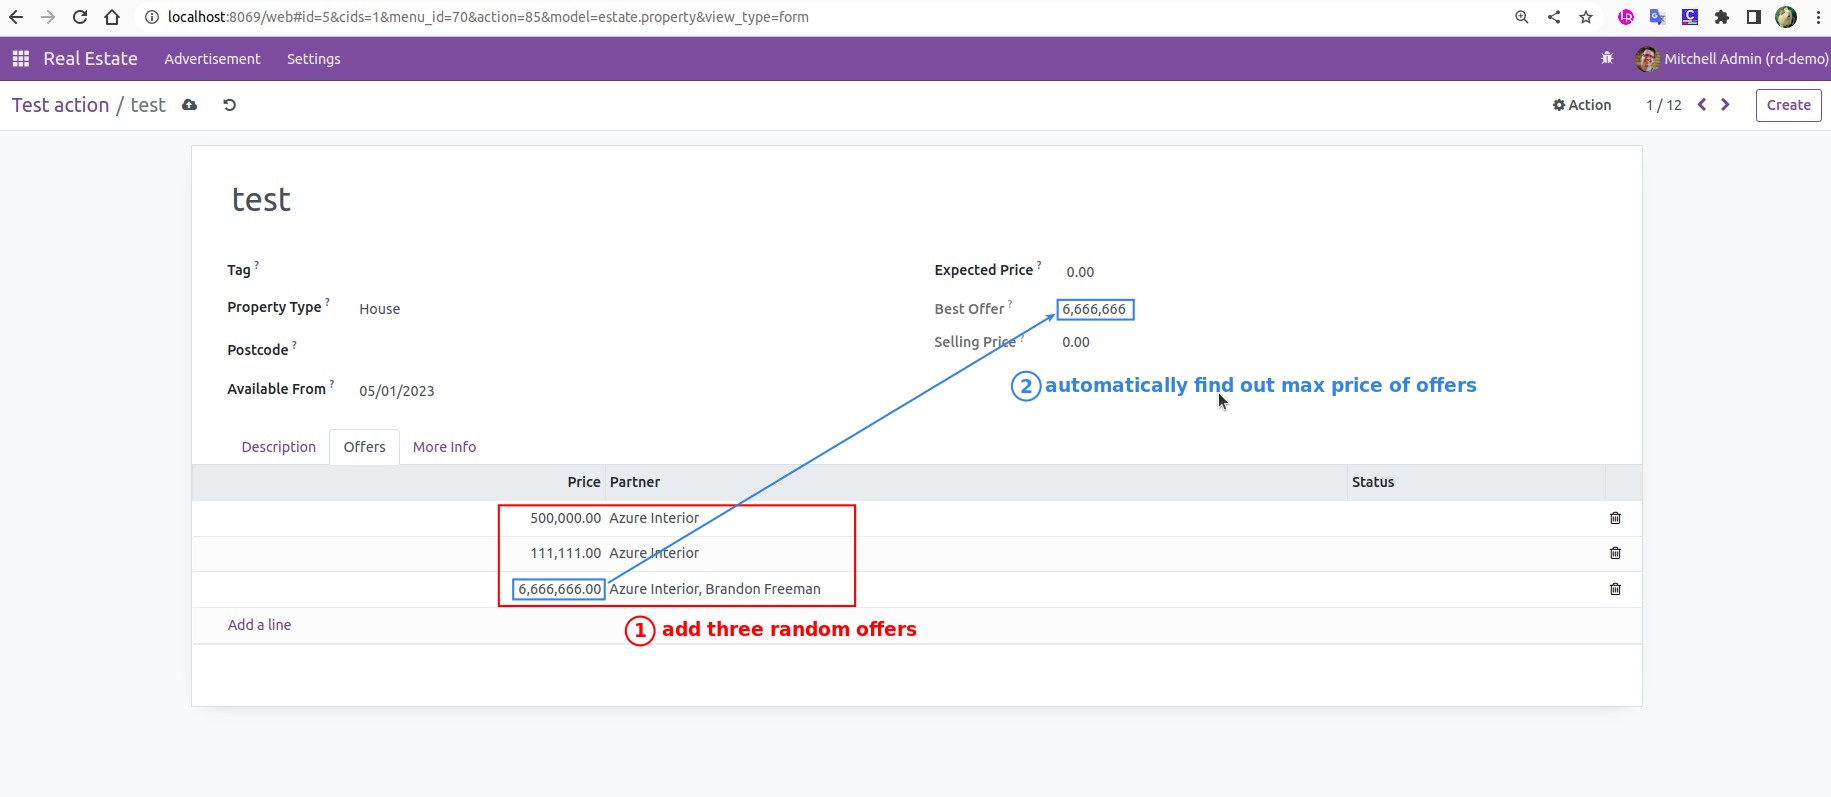 localhost:8069/web#id=5&cids=1&menu_id=70&action=85&model=estate.property&view_type=form
Real Estate Advertisement Settings Mitchell Admin (rd-demo)
Test action / test Action 1 / 12 Create
test
Tag ? Expected Price ? 0.00
Property Type ? House Best Offer ? 6,666,666
Postcode ? Selling Price ? 0.00
Available From ? 05/01/2023 2 automatically find out max price of offers
Description Offers More Info
Price Partner Status
500,000.00 Azure Interior
111,111.00 Azure Interior
6,666,666.00 Azure Interior, Brandon Freeman
Add a line 1 add three random offers